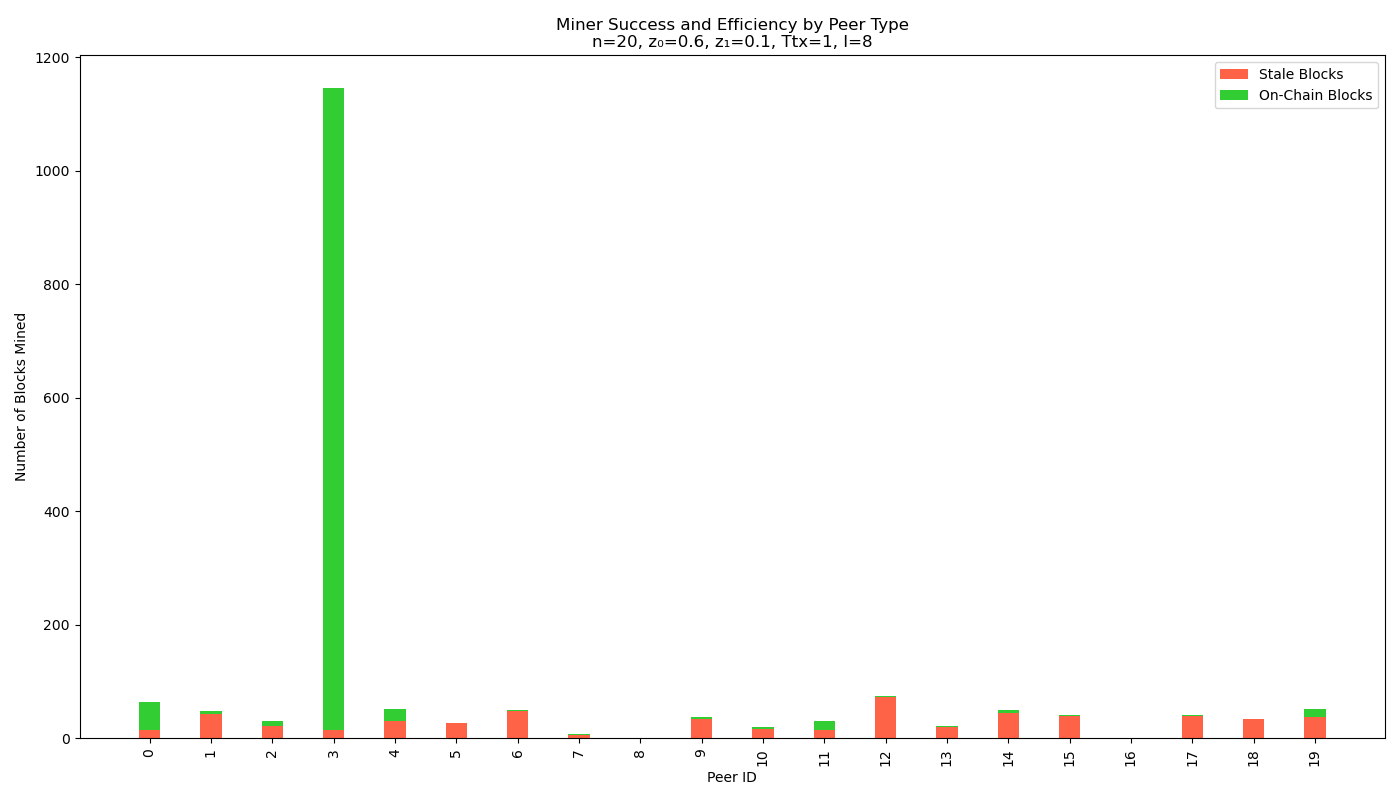 Miner Success and Efficiency by Peer Type
n=20, z₀=0.6, z₁=0.1, Ttx=1, I=8
Stale Blocks
On-Chain Blocks
Number of Blocks Mined
1200
1000
800
600
400
200
0
0 1 2 3 4 5 6 7 8 9 10 11 12 13 14 15 16 17 18 19
Peer ID